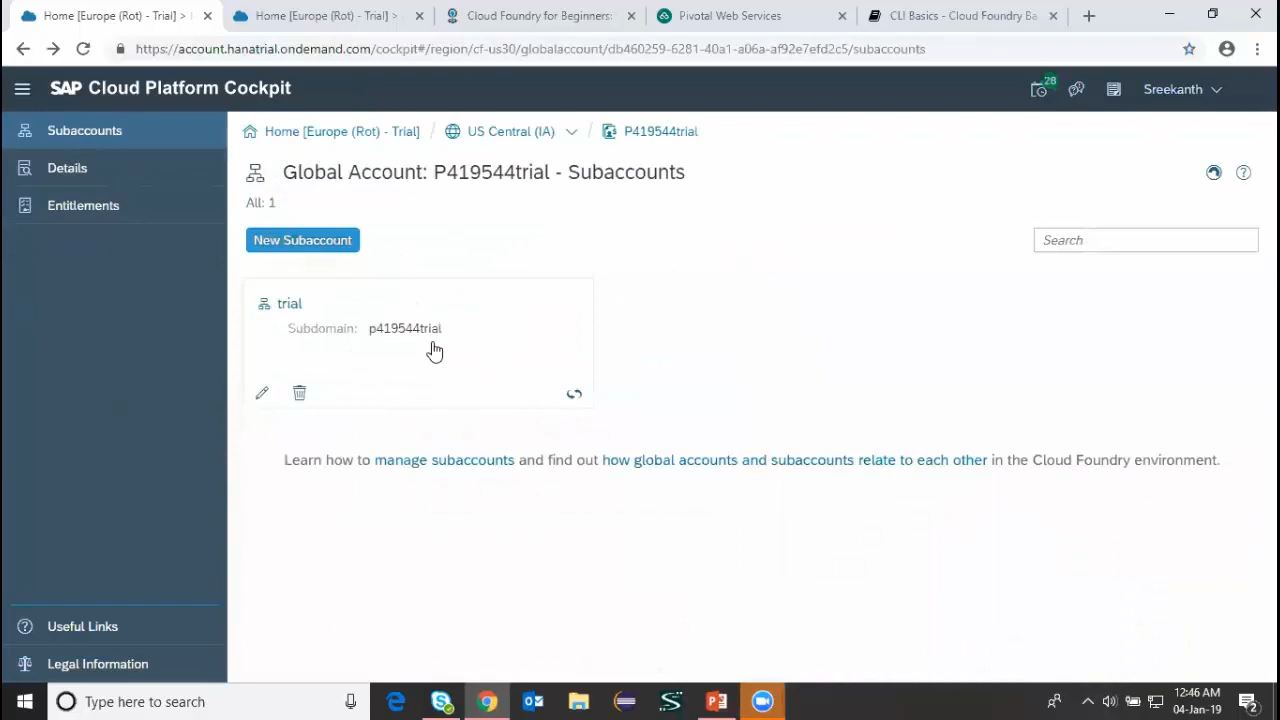 Home [Europe (Rot) - Trial] >
Home [Europe (Rot) - Trial]
Cloud Foundry for Beginners:
Pivotal Web Services
CLI Basics - Cloud Foundry Ba
https://account.hanatrial.ondemand.com/cockpit#/region/cf-us30/globalaccount/db460259-6281-40a1-a06a-af92e7efd2c5/subaccounts
SAP Cloud Platform Cockpit
28
Sreekanth
Subaccounts
Details
Entitlements
Useful Links
Legal Information
Home [Europe (Rot) - Trial] / US Central (IA) / P419544trial
Global Account: P419544trial - Subaccounts
All: 1
New Subaccount
Search
trial
Subdomain: p419544trial
Learn how to manage subaccounts and find out how global accounts and subaccounts relate to each other in the Cloud Foundry environment.
Type here to search
12:46 AM
04-Jan-19
2